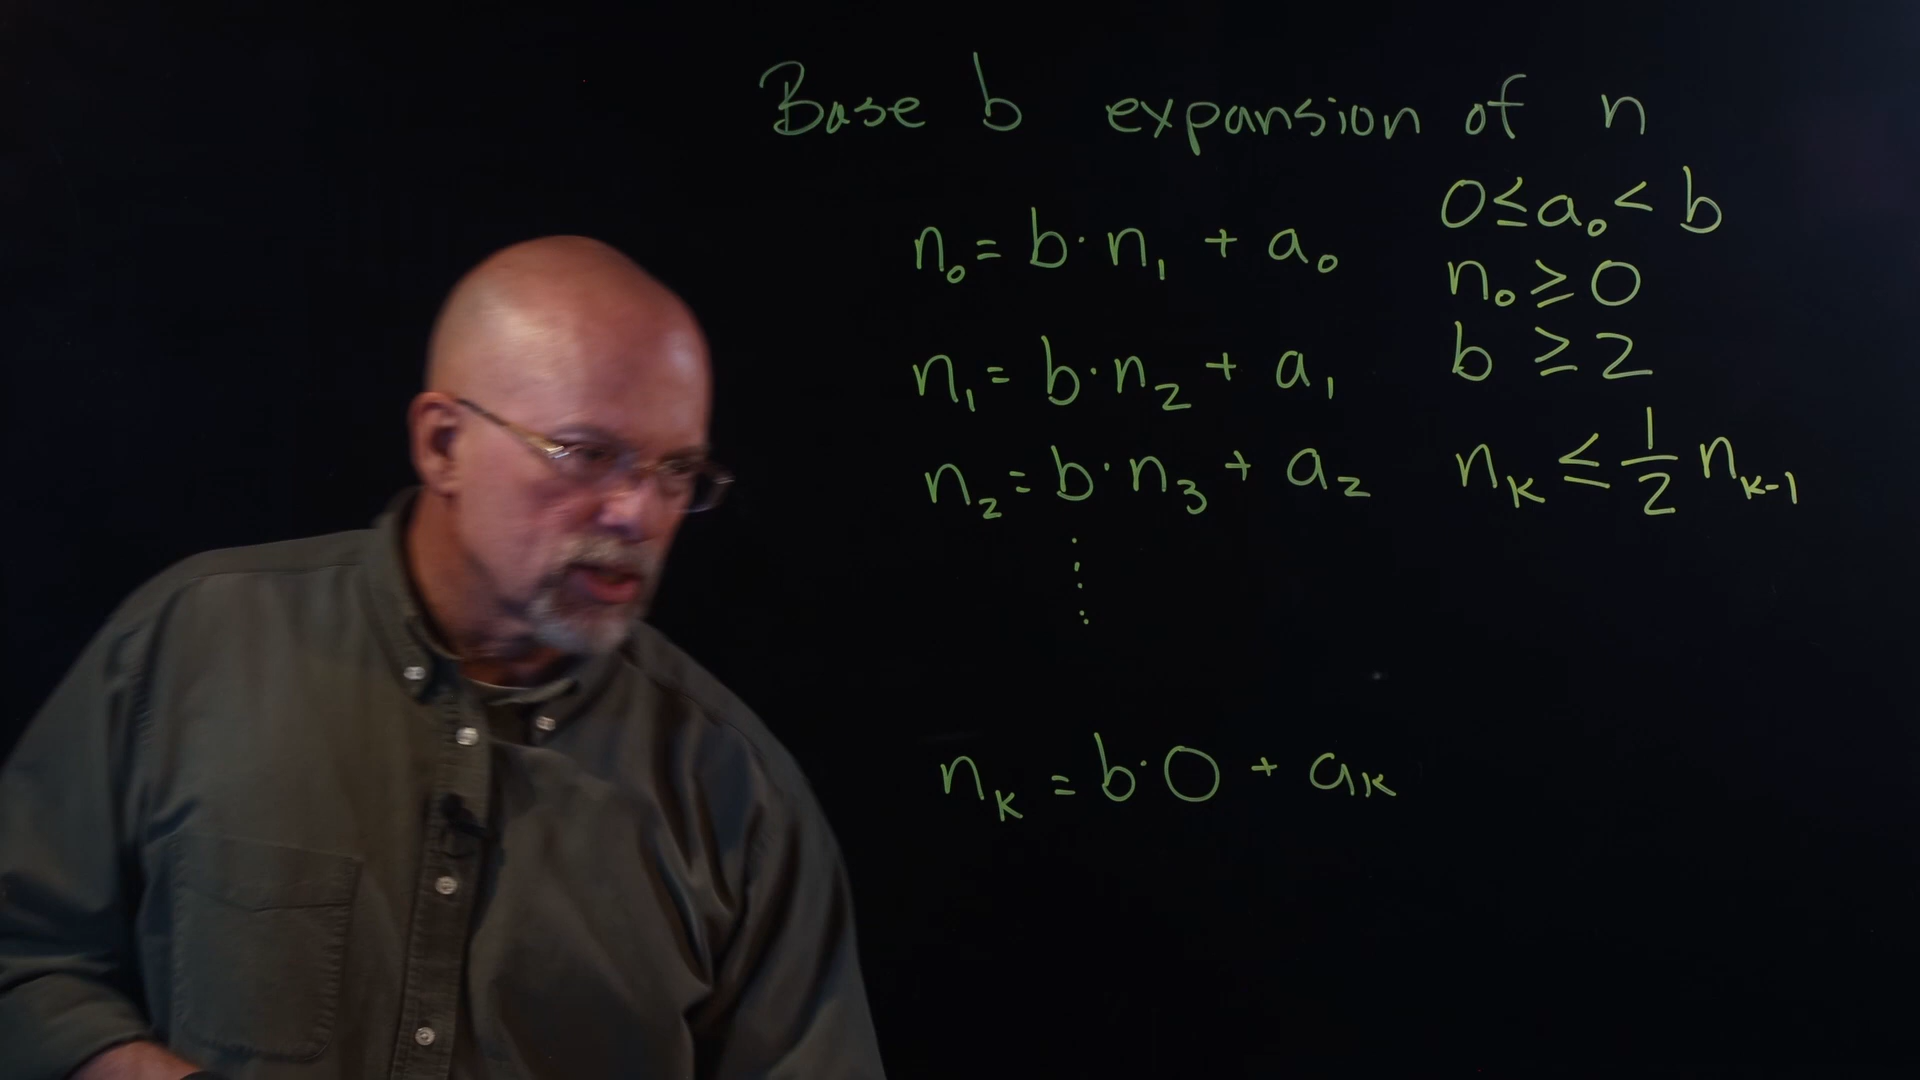 Base b expansion of n
n₀ = b · n₁ + a₀
n₁ = b · n₂ + a₁
n₂ = b · n₃ + a₂
⋮
nₖ = b · 0 + aₖ
0 ≤ a₀ < b
n₀ ≥ 0
b ≥ 2
nₖ ≤ 1/2 nₖ₋₁